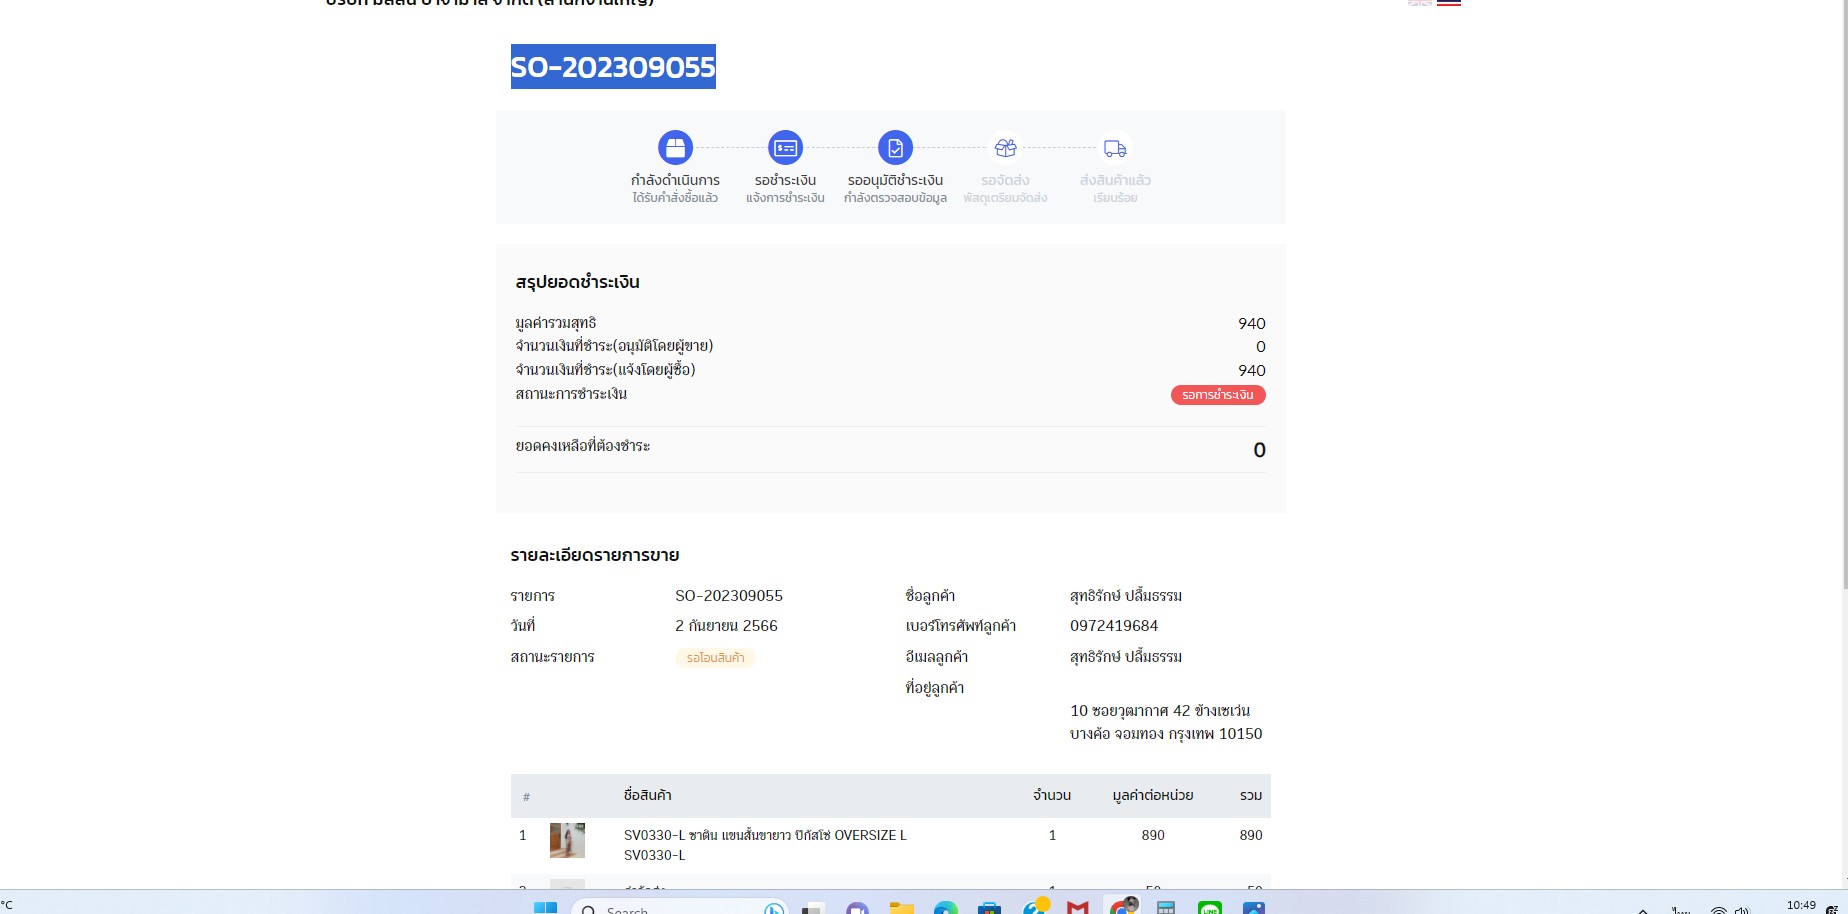 SO-202309055
กำลังดำเนินการ รอชำระเงิน รออนุมัติชำระเงิน รอจัดส่ง ส่งสินค้าแล้ว
ได้รับคำสั่งซื้อแล้ว แจ้งการชำระเงิน กำลังตรวจสอบข้อมูล พัสดุเตรียมจัดส่ง เรียบร้อย
สรุปยอดชำระเงิน
มูลค่ารวมสุทธิ 940
จำนวนเงินที่ชำระ(อนุมัติโดยผู้ขาย) 0
จำนวนเงินที่ชำระ(แจ้งโดยผู้ซื้อ) 940
สถานะการชำระเงิน รอการชำระเงิน
ยอดคงเหลือที่ต้องชำระ 0
รายละเอียดรายการขาย
รายการ SO-202309055 ชื่อลูกค้า สุทธิรักษ์ ปลื้มธรรม
วันที่ 2 กันยายน 2566 เบอร์โทรศัพท์ลูกค้า 0972419684
สถานะรายการ รอโอนสินค้า อีเมลลูกค้า สุทธิรักษ์ ปลื้มธรรม
ที่อยู่ลูกค้า
10 ซอยวุฒากาศ 42 ข้างเซเว่น
บางค้อ จอมทอง กรุงเทพ 10150
# ชื่อสินค้า จำนวน มูลค่าต่อหน่วย รวม
1 SV0330-L ซาติน แขนสั้นขายาว ปิกัสโซ่ OVERSIZE L 1 890 890
SV0330-L
°C Search LINE ไทย 10:49